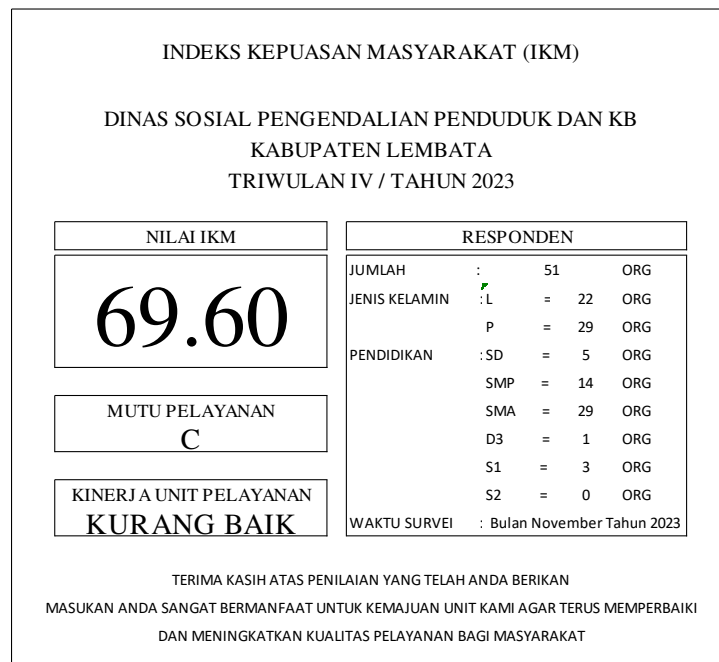 INDEKS KEPUASAN MASYARAKAT (IKM)
DINAS SOSIAL PENGENDALIAN PENDUDUK DAN KB
KABUPATEN LEMBATA
TRIWULAN IV / TAHUN 2023
NILAI IKM
69.60
MUTU PELAYANAN
C
KINERJA UNIT PELAYANAN
KURANG BAIK
RESPONDEN
JUMLAH : 51 ORG
JENIS KELAMIN : L = 22 ORG
P = 29 ORG
PENDIDIKAN : SD = 5 ORG
SMP = 14 ORG
SMA = 29 ORG
D3 = 1 ORG
S1 = 3 ORG
S2 = 0 ORG
WAKTU SURVEI : Bulan November Tahun 2023
TERIMA KASIH ATAS PENILAIAN YANG TELAH ANDA BERIKAN
MASUKAN ANDA SANGAT BERMANFAAT UNTUK KEMAJUAN UNIT KAMI AGAR TERUS MEMPERBAIKI
DAN MENINGKATKAN KUALITAS PELAYANAN BAGI MASYARAKAT